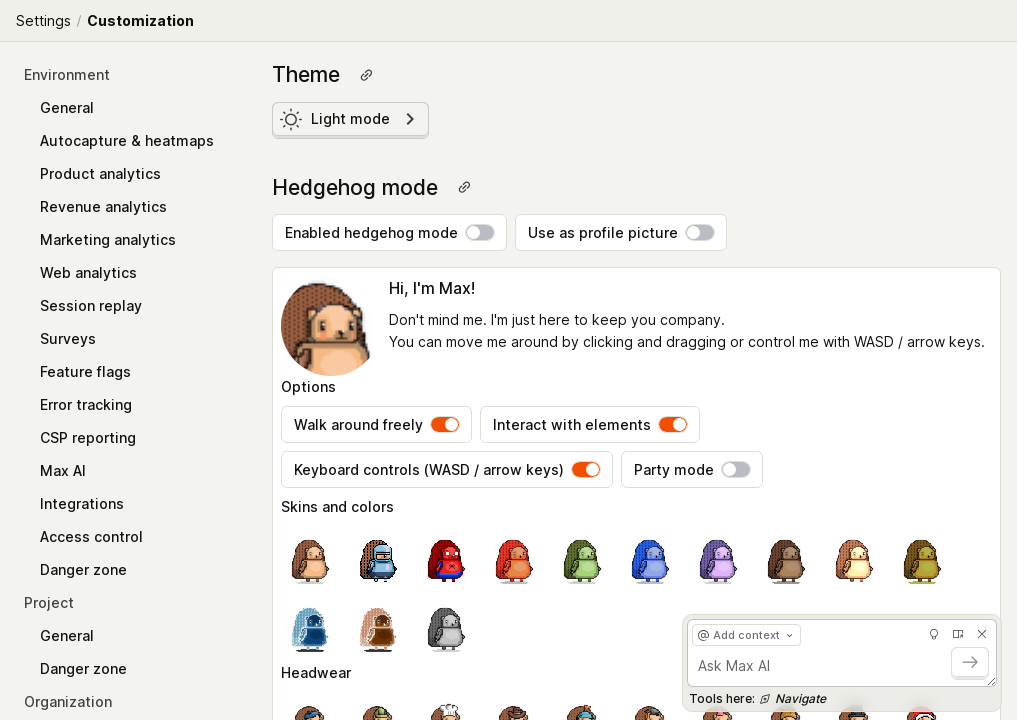 Settings / Customization
Environment
General
Autocapture & heatmaps
Product analytics
Revenue analytics
Marketing analytics
Web analytics
Session replay
Surveys
Feature flags
Error tracking
CSP reporting
Max AI
Integrations
Access control
Danger zone
Project
General
Danger zone
Organization
Theme
Light mode
Hedgehog mode
Enabled hedgehog mode
Use as profile picture
Hi, I'm Max!
Don't mind me. I'm just here to keep you company.
You can move me around by clicking and dragging or control me with WASD / arrow keys.
Options
Walk around freely
Interact with elements
Keyboard controls (WASD / arrow keys)
Party mode
Skins and colors
Headwear
@ Add context
Ask Max AI
Tools here: Navigate